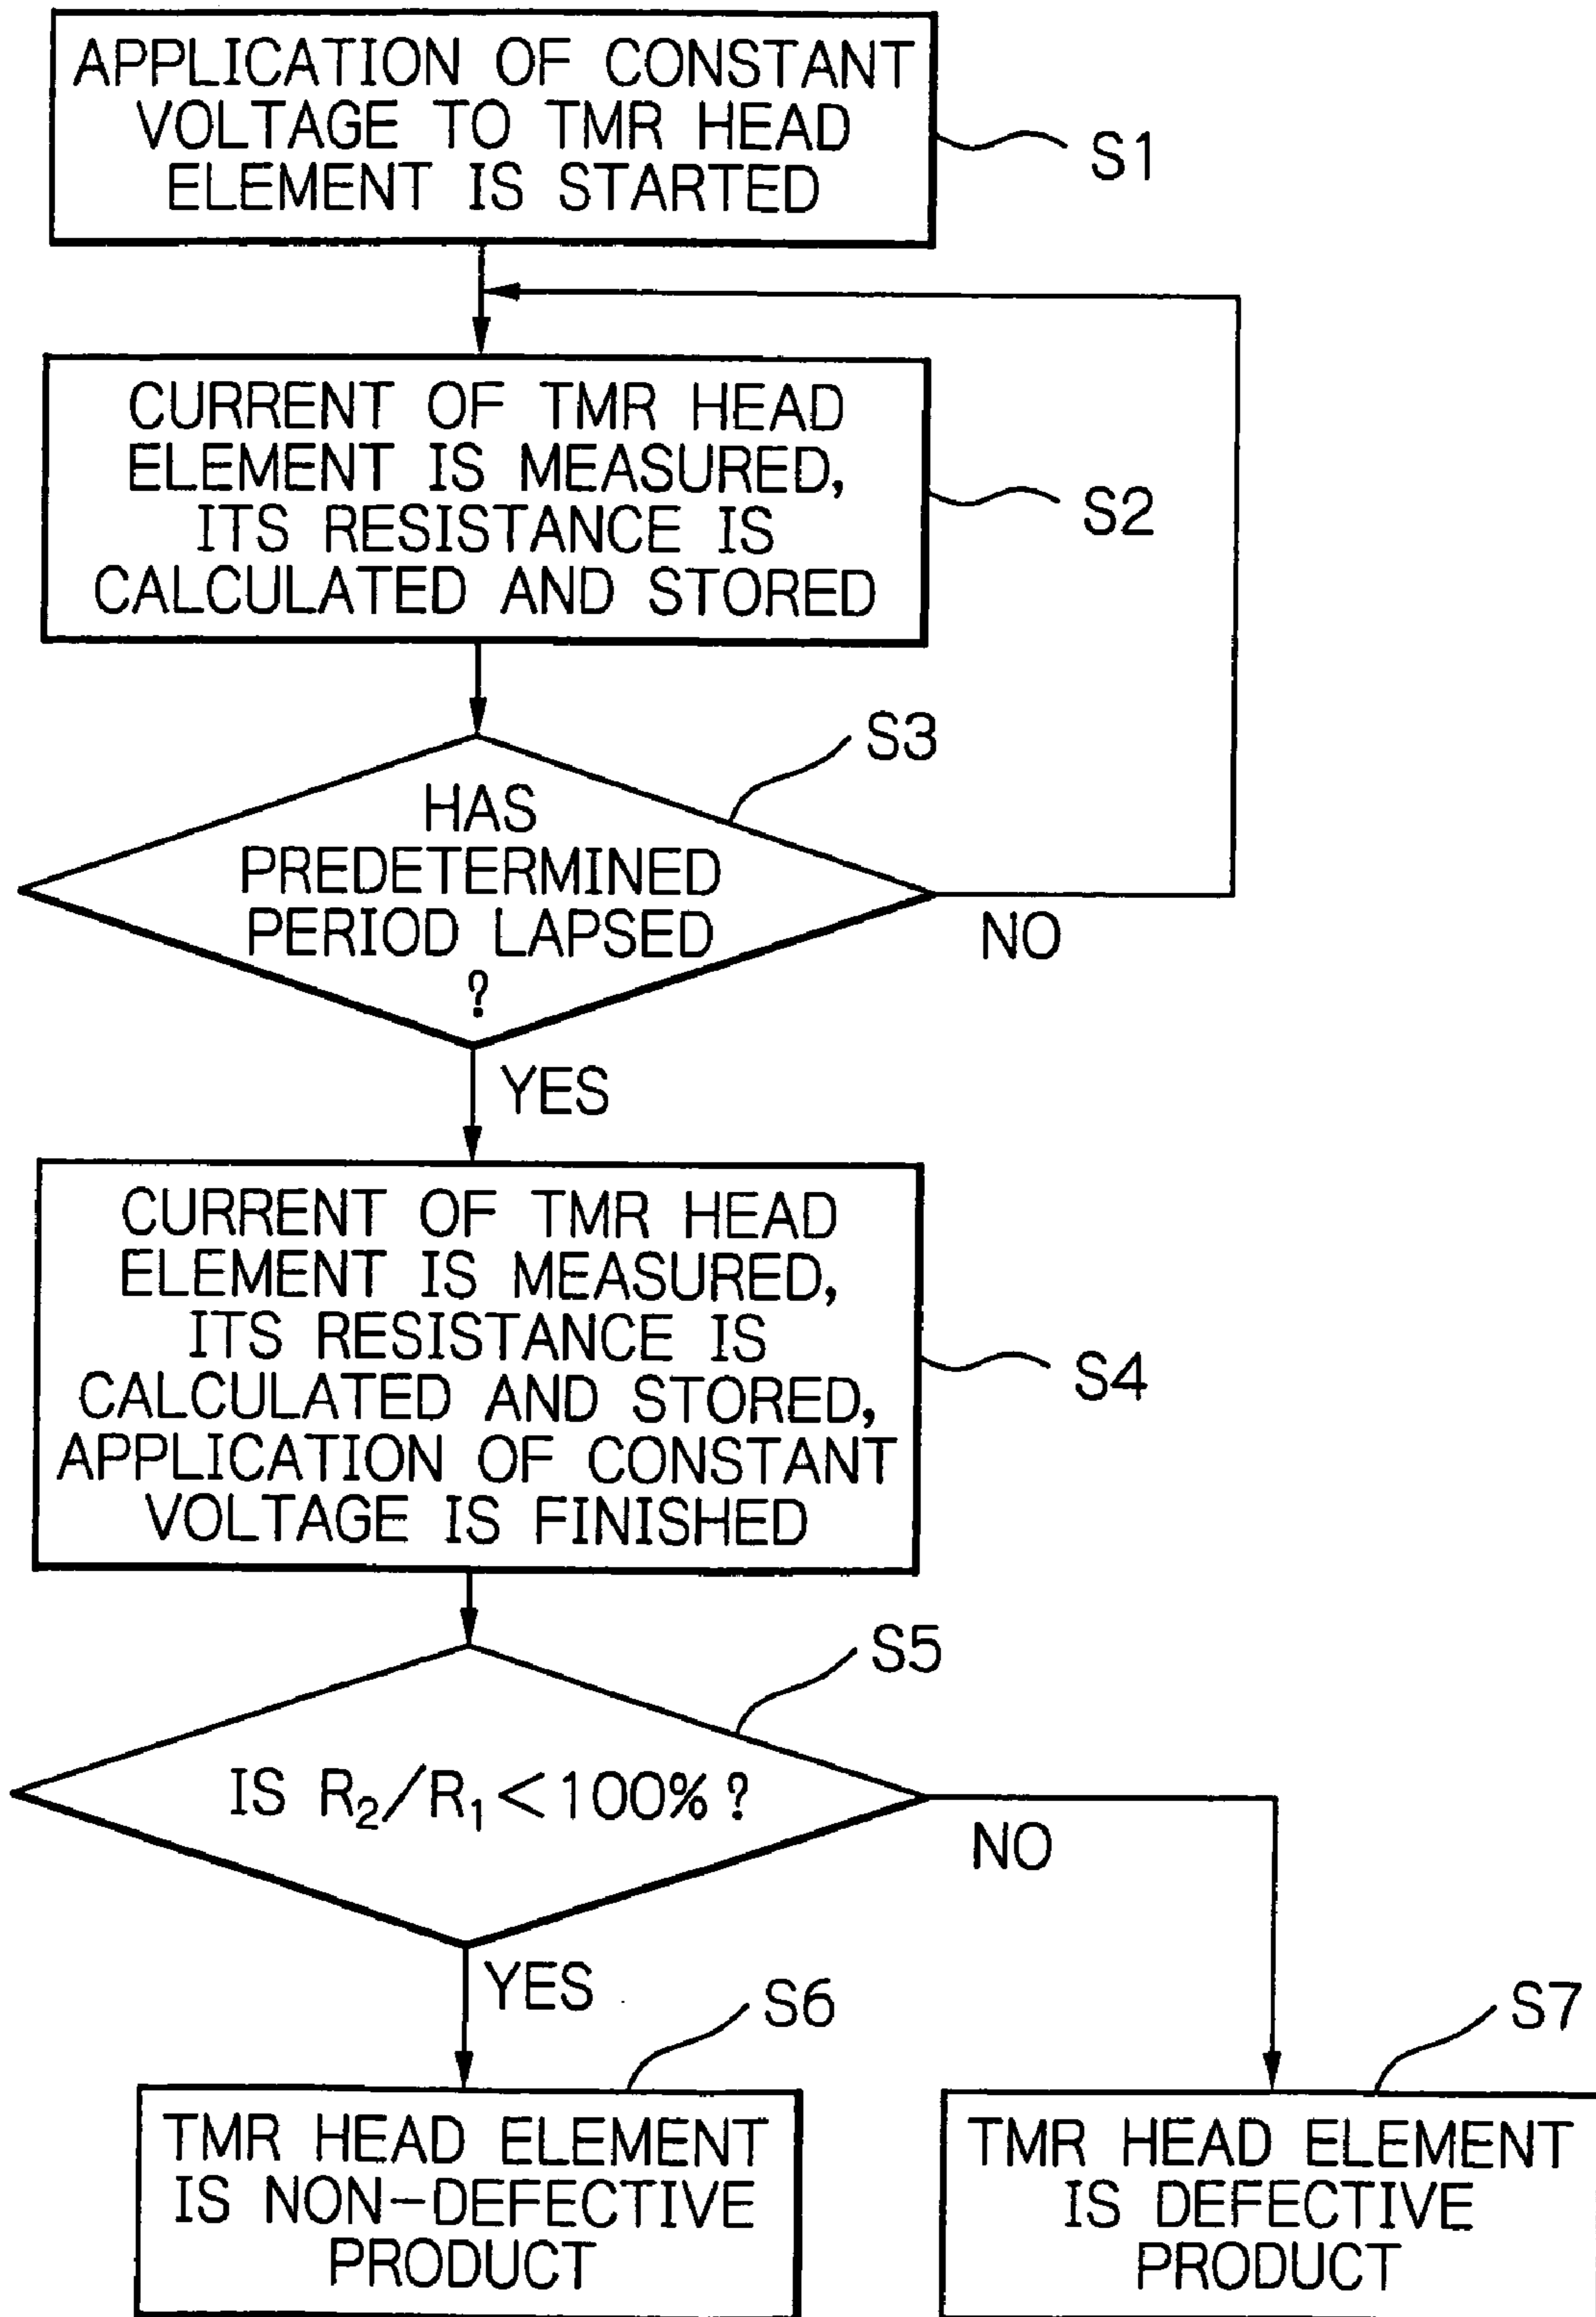 APPLICATION OF CONSTANT
VOLTAGE TO TMR HEAD
ELEMENT IS STARTED
S1
CURRENT OF TMR HEAD
ELEMENT IS MEASURED,
ITS RESISTANCE IS
CALCULATED AND STORED
S2
S3
HAS
PREDETERMINED
PERIOD LAPSED
?
NO
YES
CURRENT OF TMR HEAD
ELEMENT IS MEASURED,
ITS RESISTANCE IS
CALCULATED AND STORED,
APPLICATION OF CONSTANT
VOLTAGE IS FINISHED
S4
S5
IS R₂/R₁<100%?
NO
YES
S6
S7
TMR HEAD ELEMENT
IS NON-DEFECTIVE
PRODUCT
TMR HEAD ELEMENT
IS DEFECTIVE
PRODUCT